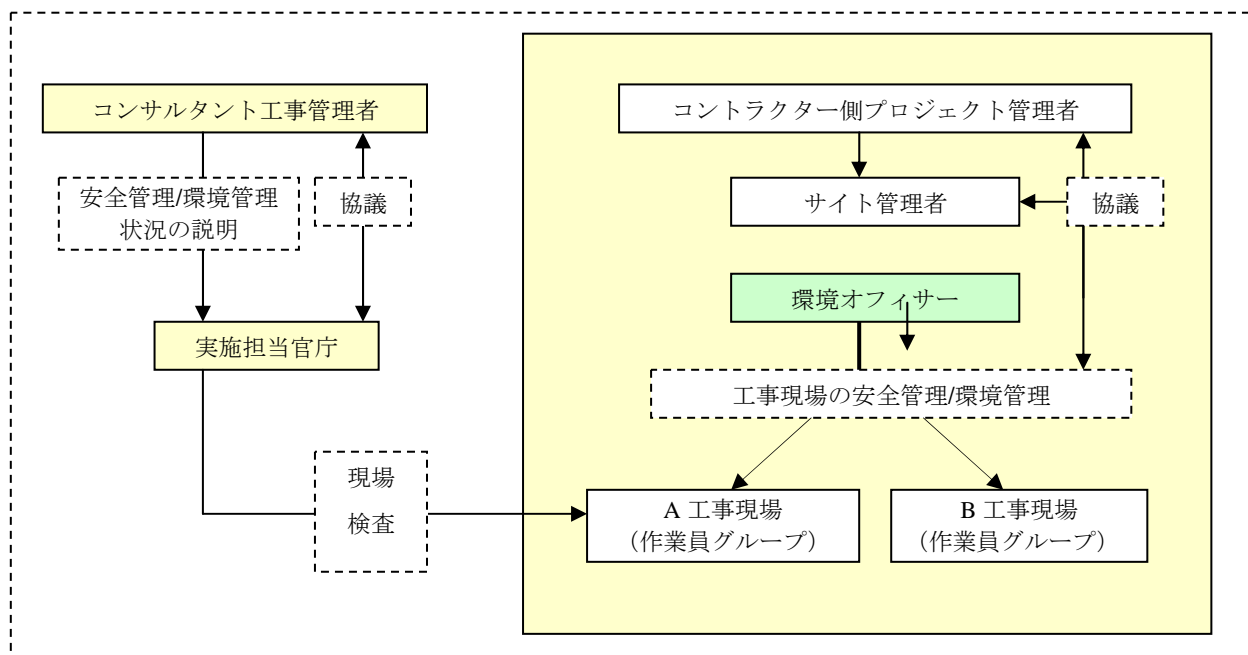 コンサルタント工事管理者
安全管理/環境管理
状況の説明
協議
実施担当官庁
現場
検査
コントラクター側プロジェクト管理者
サイト管理者
協議
環境オフィサー
工事現場の安全管理/環境管理
A 工事現場
（作業員グループ）
B 工事現場
（作業員グループ）